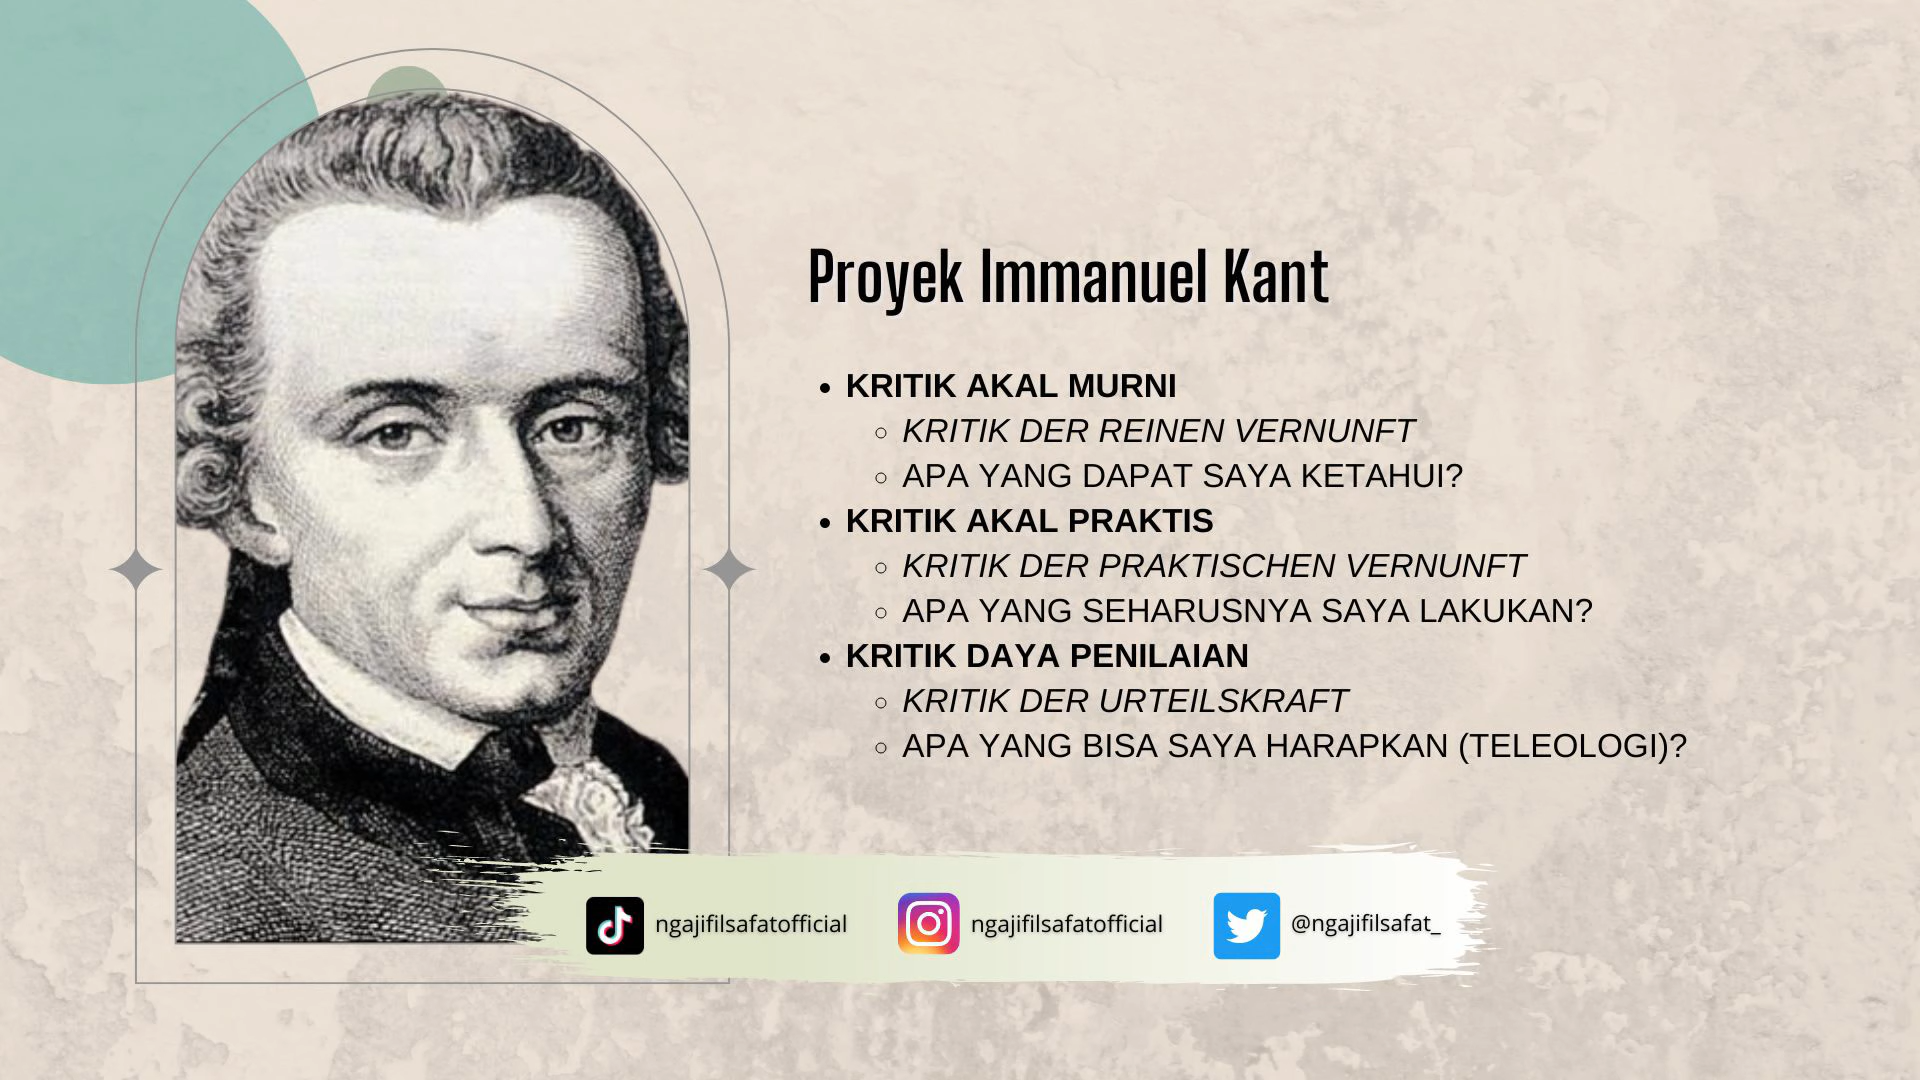 Proyek Immanuel Kant
KRITIK AKAL MURNI
KRITIK DER REINEN VERNUNFT
APA YANG DAPAT SAYA KETAHUI?
KRITIK AKAL PRAKTIS
KRITIK DER PRAKTISCHEN VERNUNFT
APA YANG SEHARUSNYA SAYA LAKUKAN?
KRITIK DAYA PENILAIAN
KRITIK DER URTEILSKRAFT
APA YANG BISA SAYA HARAPKAN (TELEOLOGI)?
ngajifilsafatofficial ngajifilsafatofficial @ngajifilsafat_